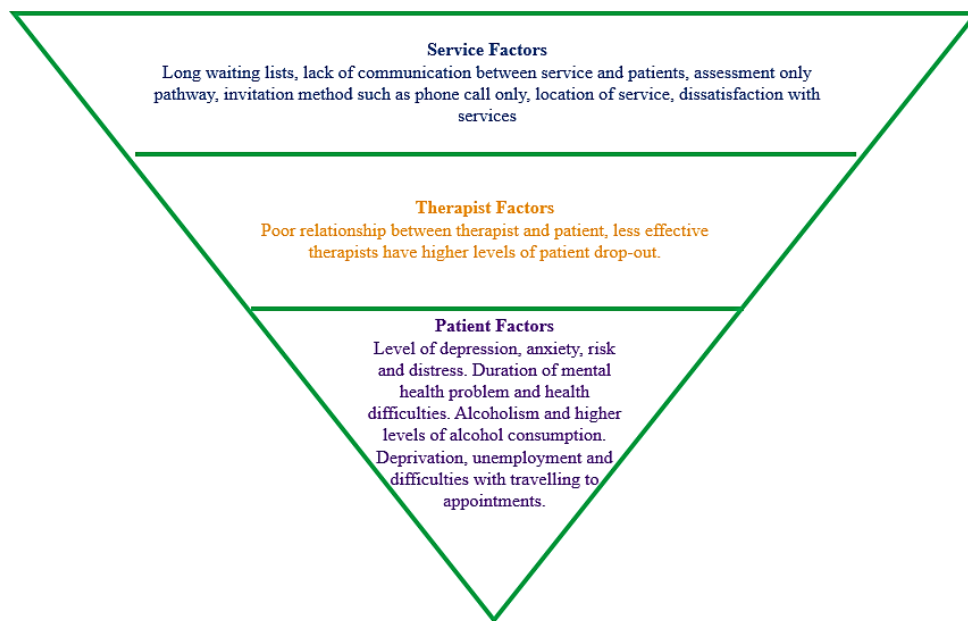 Service Factors
Long waiting lists, lack of communication between service and patients, assessment only
pathway, invitation method such as phone call only, location of service, dissatisfaction with
services
Therapist Factors
Poor relationship between therapist and patient, less effective
therapists have higher levels of patient drop-out.
Patient Factors
Level of depression, anxiety, risk
and distress. Duration of mental
health problem and health
difficulties. Alcoholism and higher
levels of alcohol consumption.
Deprivation, unemployment and
difficulties with travelling to
appointments.